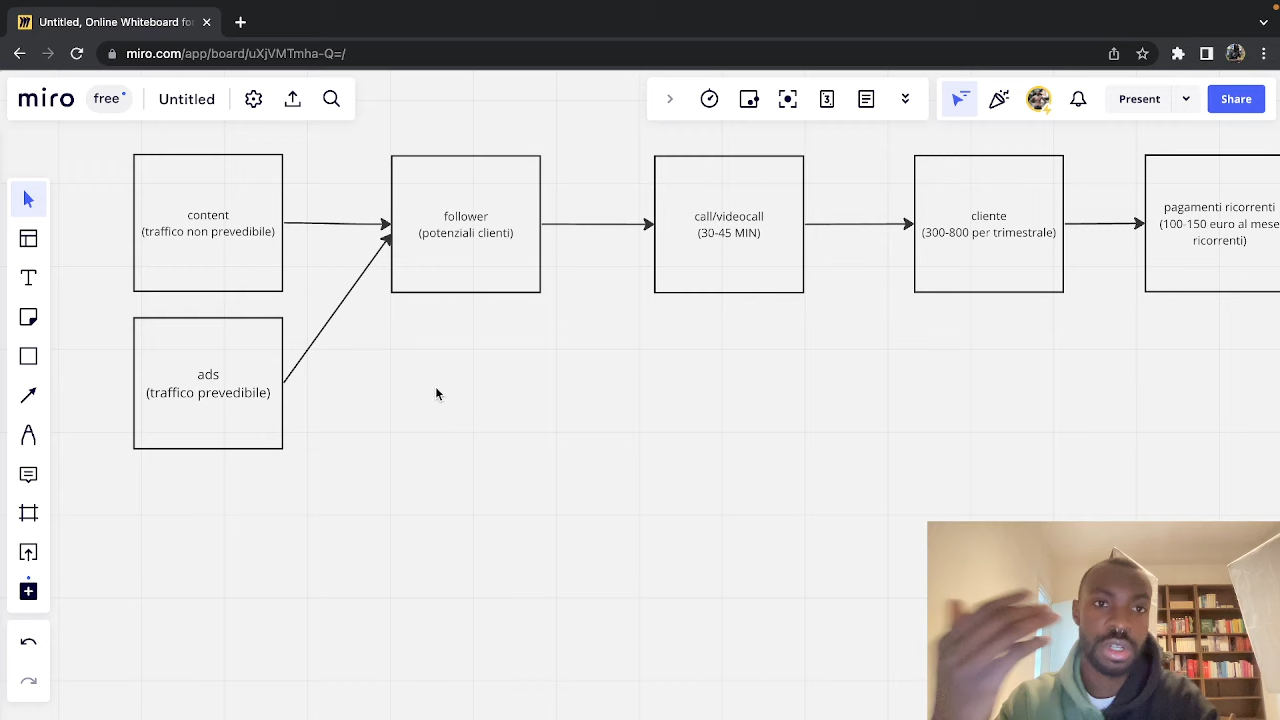 Untitled, Online Whiteboard for
miro.com/app/board/uXjVMTmha-Q=/
miro
free
Untitled
3
Present
Share
content
(traffico non prevedibile)
follower
(potenziali clienti)
call/videocall
(30-45 MIN)
cliente
(300-800 per trimestrale)
pagamenti ricorrenti
(100-150 euro al mese
ricorrenti)
ads
(traffico prevedibile)